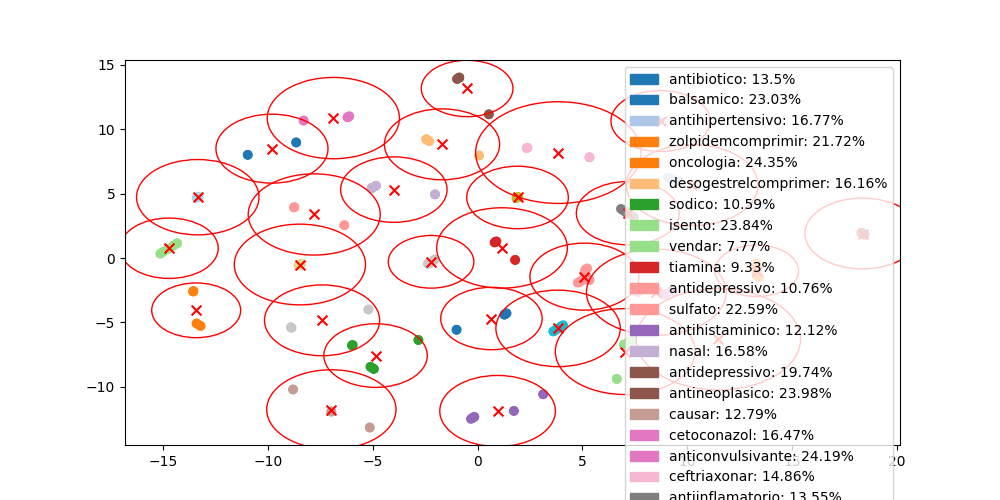 15
10
5
0
−5
−10
−15
−10
−5
0
5
10
15
20
antibiotico: 13.5%
balsamico: 23.03%
antihipertensivo: 16.77%
zolpidemcomprimir: 21.72%
oncologia: 24.35%
desogestrelcomprimer: 16.16%
sodico: 10.59%
isento: 23.84%
vendar: 7.77%
tiamina: 9.33%
antidepressivo: 10.76%
sulfato: 22.59%
antihistaminico: 12.12%
nasal: 16.58%
antidepressivo: 19.74%
antineoplasico: 23.98%
causar: 12.79%
cetoconazol: 16.47%
anticonvulsivante: 24.19%
ceftriaxonar: 14.86%
antiinflamatorio: 13.55%